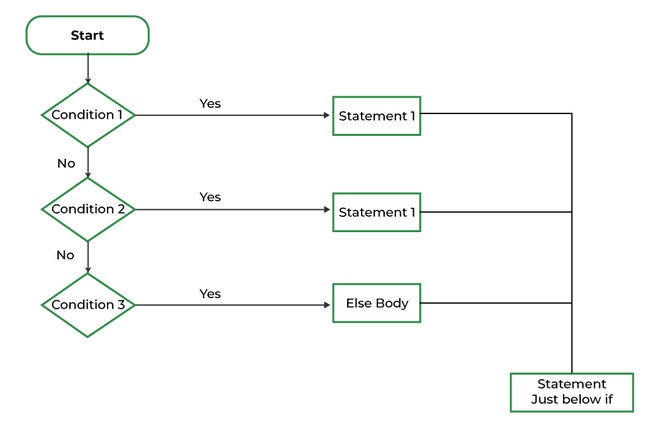 Start
Condition 1
Yes
Statement 1
No
Condition 2
Yes
Statement 1
No
Condition 3
Yes
Else Body
Statement
Just below if